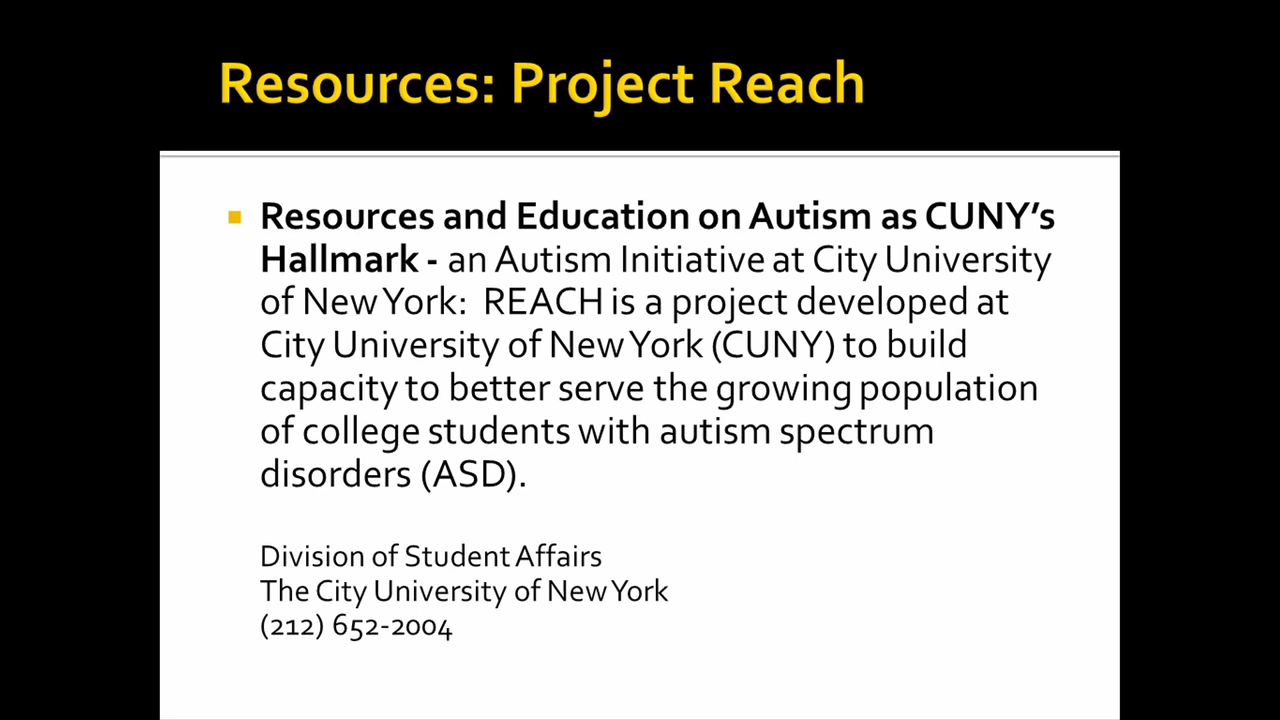 Resources: Project Reach
▪ Resources and Education on Autism as CUNY’s
Hallmark - an Autism Initiative at City University
of New York:  REACH is a project developed at
City University of New York (CUNY) to build
capacity to better serve the growing population
of college students with autism spectrum
disorders (ASD).
Division of Student Affairs
The City University of New York
(212) 652-2004